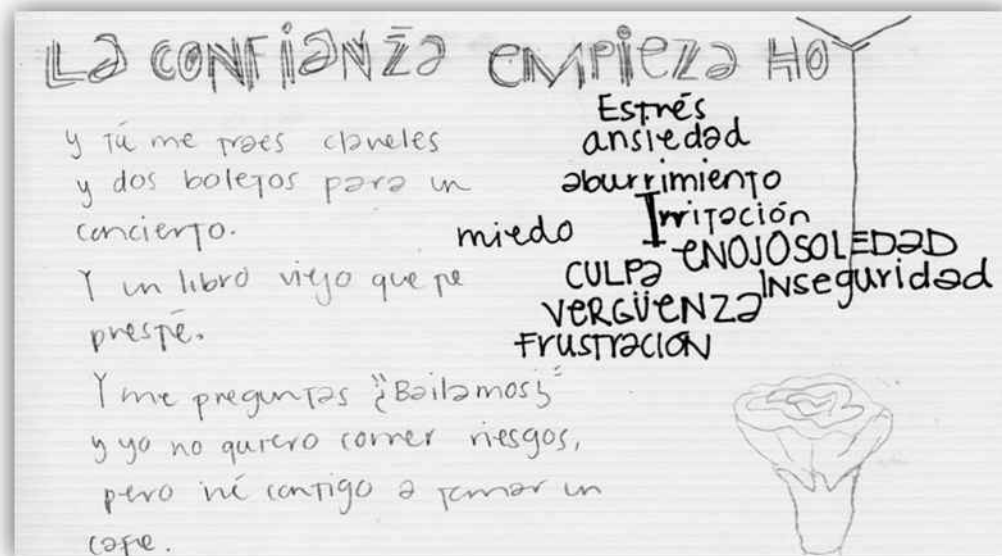 La CONFiaNZa EMPiEZa HOY
y tú me traes claveles
y dos boletos para un
concierto.
Y un libro viejo que te
presté.
Y me preguntas "¿Bailamos?"
y yo no quiero correr riesgos,
pero iré contigo a tomar un
café.
Estrés
ansiedad
aburrimiento
Irritación
miedo
ENOJO
SOLEDaD
CULPa
INseguridad
VERGÜENZa
FRUSTRaCIÓN